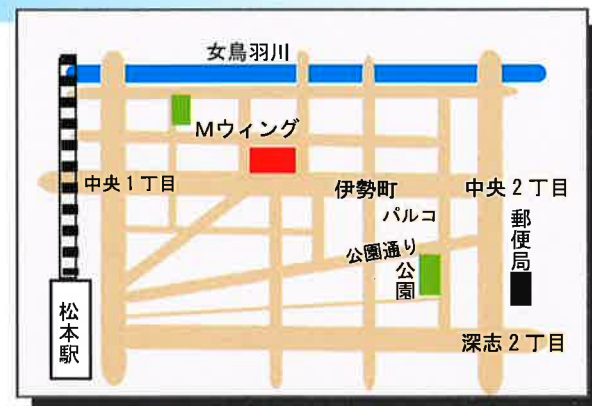 女鳥羽川
Mウィング
中央1丁目
伊勢町
中央2丁目
パルコ
郵便局
公園通り
公園
松本駅
深志2丁目